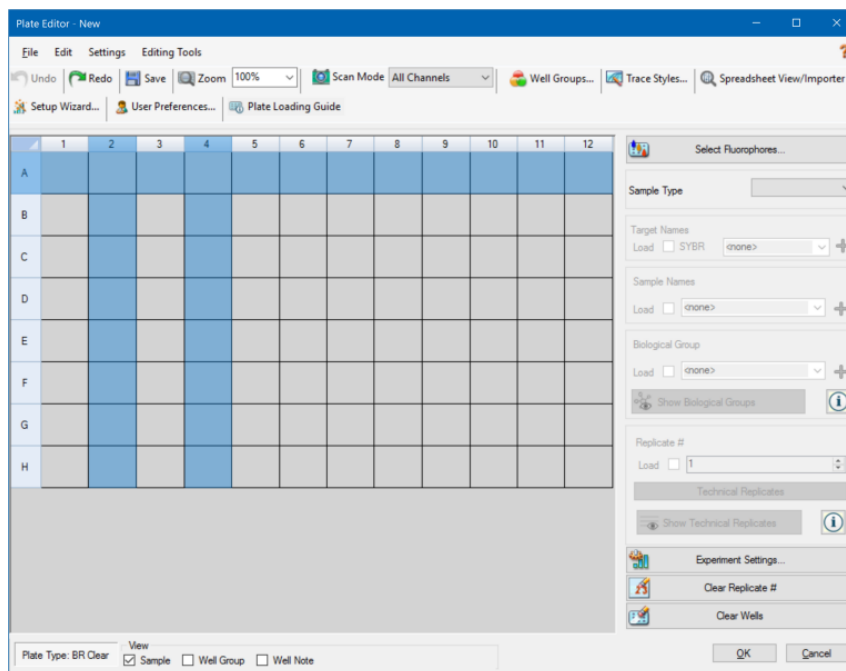 Plate Editor - New
File Edit Settings Editing Tools
Undo Redo Save Zoom 100% Scan Mode All Channels Well Groups... Trace Styles... Spreadsheet View/Importer
Setup Wizard... User Preferences... Plate Loading Guide
1 2 3 4 5 6 7 8 9 10 11 12
A
B
C
D
E
F
G
H
Select Fluorophores...
Sample Type
Target Names
Load SYBR <none>
Sample Names
Load <none>
Biological Group
Load <none>
Show Biological Groups
Replicate #
Load 1
Technical Replicates
Show Technical Replicates
Experiment Settings...
Clear Replicate #
Clear Wells
Plate Type: BR Clear
View
Sample Well Group Well Note
OK Cancel